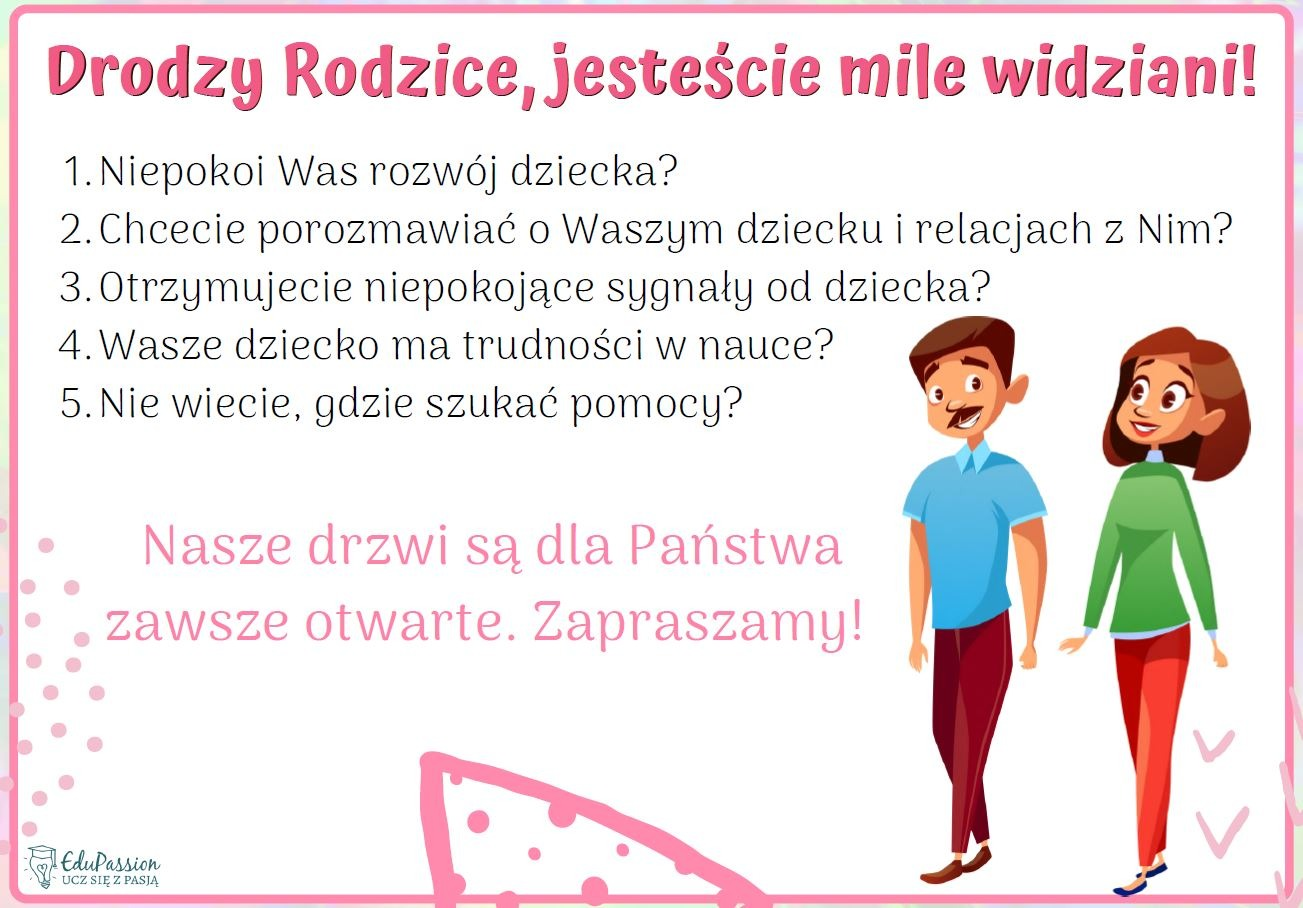 Drodzy Rodzice, jesteście mile widziani!
1. Niepokoi Was rozwój dziecka?
2. Chcecie porozmawiać o Waszym dziecku i relacjach z Nim?
3. Otrzymujecie niepokojące sygnały od dziecka?
4. Wasze dziecko ma trudności w nauce?
5. Nie wiecie, gdzie szukać pomocy?
Nasze drzwi są dla Państwa
zawsze otwarte. Zapraszamy!
EduPassion
UCZ SIĘ Z PASJĄ